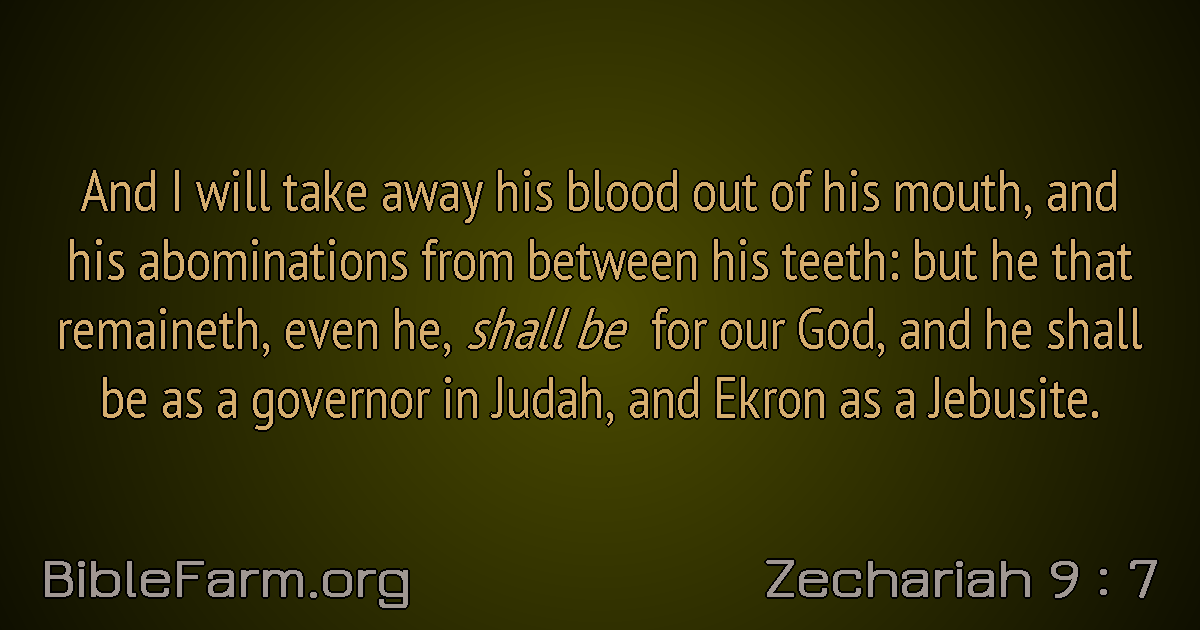 And I will take away his blood out of his mouth, and
his abominations from between his teeth: but he that
remaineth, even he, shall be for our God, and he shall
be as a governor in Judah, and Ekron as a Jebusite.
BibleFarm.org
Zechariah 9 : 7